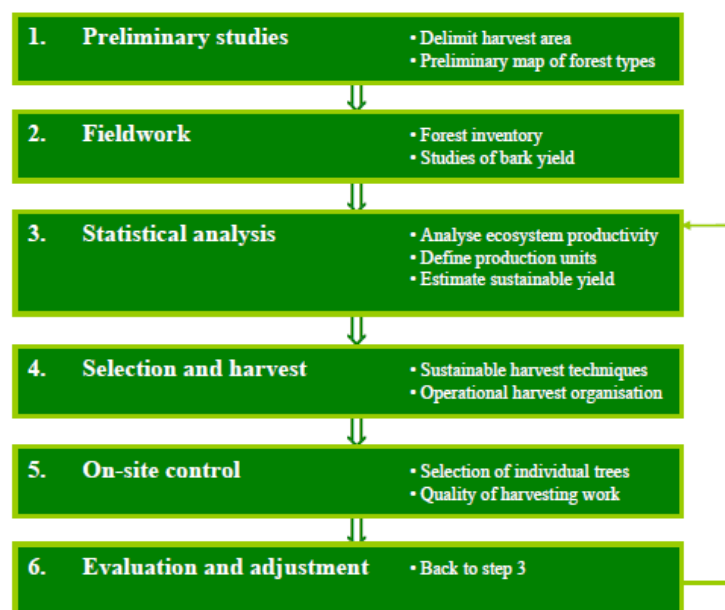 1. Preliminary studies
• Delimit harvest area
• Preliminary map of forest types
2. Fieldwork
• Forest inventory
• Studies of bark yield
3. Statistical analysis
• Analyse ecosystem productivity
• Define production units
• Estimate sustainable yield
4. Selection and harvest
• Sustainable harvest techniques
• Operational harvest organisation
5. On-site control
• Selection of individual trees
• Quality of harvesting work
6. Evaluation and adjustment
• Back to step 3